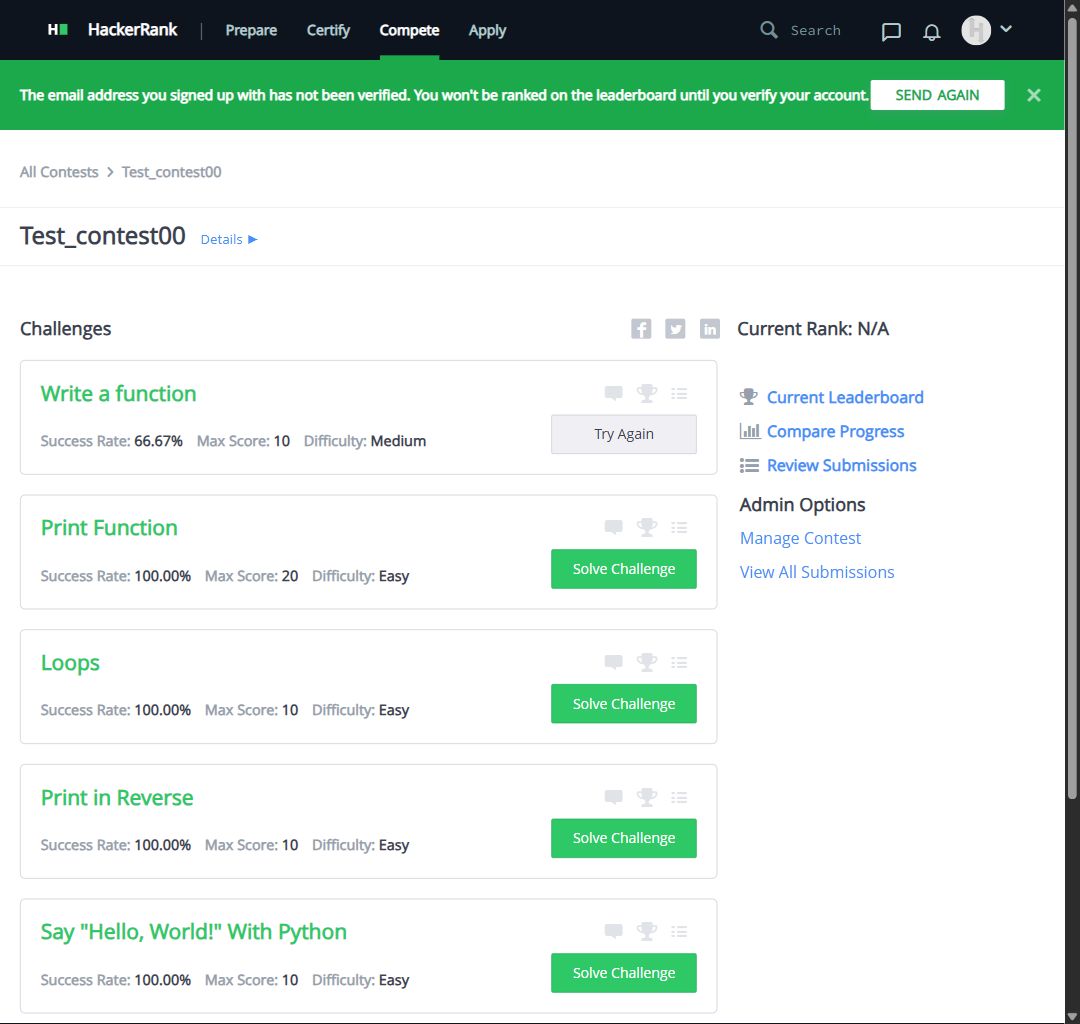 H HackerRank | Prepare Certify Compete Apply Search
The email address you signed up with has not been verified. You won't be ranked on the leaderboard until you verify your account. SEND AGAIN
All Contests > Test_contest00
Test_contest00 Details ▶
Challenges
Current Rank: N/A
Write a function
Success Rate: 66.67% Max Score: 10 Difficulty: Medium
Try Again
Print Function
Success Rate: 100.00% Max Score: 20 Difficulty: Easy
Solve Challenge
Loops
Success Rate: 100.00% Max Score: 10 Difficulty: Easy
Solve Challenge
Print in Reverse
Success Rate: 100.00% Max Score: 10 Difficulty: Easy
Solve Challenge
Say "Hello, World!" With Python
Success Rate: 100.00% Max Score: 10 Difficulty: Easy
Solve Challenge
Current Leaderboard
Compare Progress
Review Submissions
Admin Options
Manage Contest
View All Submissions